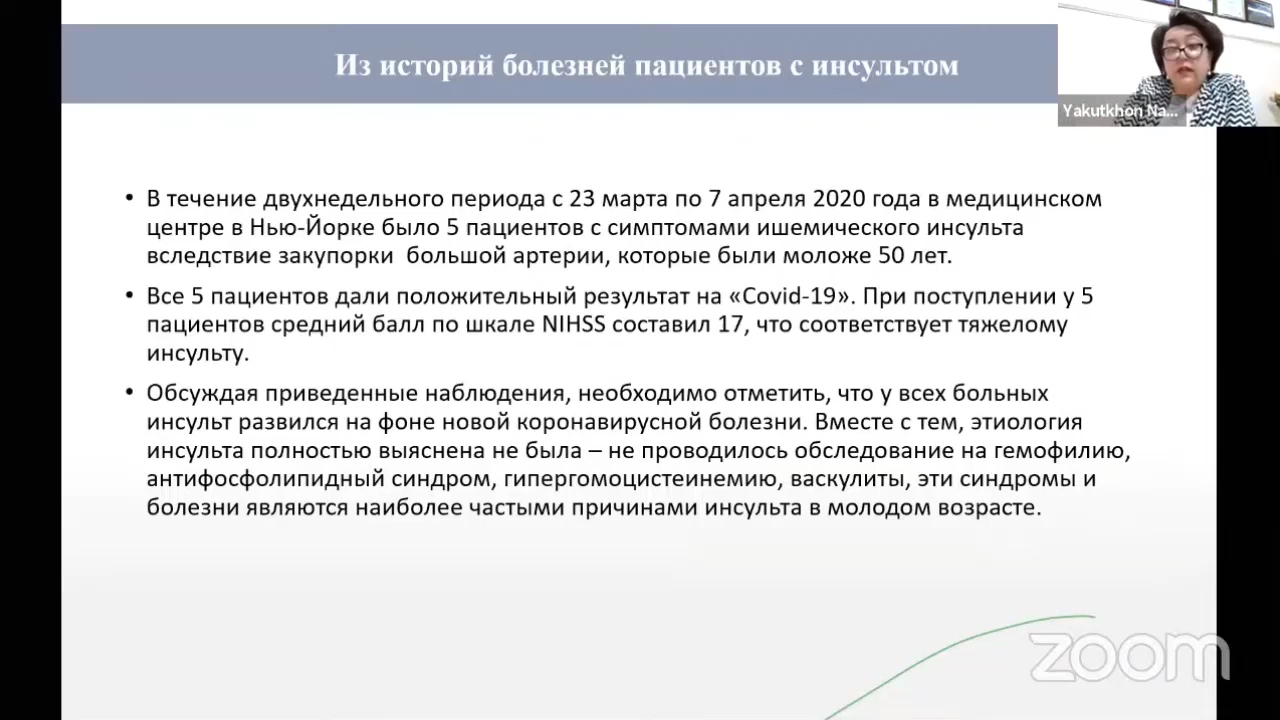 Из историй болезней пациентов с инсультом
Yakutkhon Na...
• В течение двухнедельного периода с 23 марта по 7 апреля 2020 года в медицинском
центре в Нью-Йорке было 5 пациентов с симптомами ишемического инсульта
вследствие закупорки большой артерии, которые были моложе 50 лет.
• Все 5 пациентов дали положительный результат на «Covid-19». При поступлении у 5
пациентов средний балл по шкале NIHSS составил 17, что соответствует тяжелому
инсульту.
• Обсуждая приведенные наблюдения, необходимо отметить, что у всех больных
инсульт развился на фоне новой коронавирусной болезни. Вместе с тем, этиология
инсульта полностью выяснена не была – не проводилось обследование на гемофилию,
антифосфолипидный синдром, гипергомоцистеинемию, васкулиты, эти синдромы и
болезни являются наиболее частыми причинами инсульта в молодом возрасте.
zoom